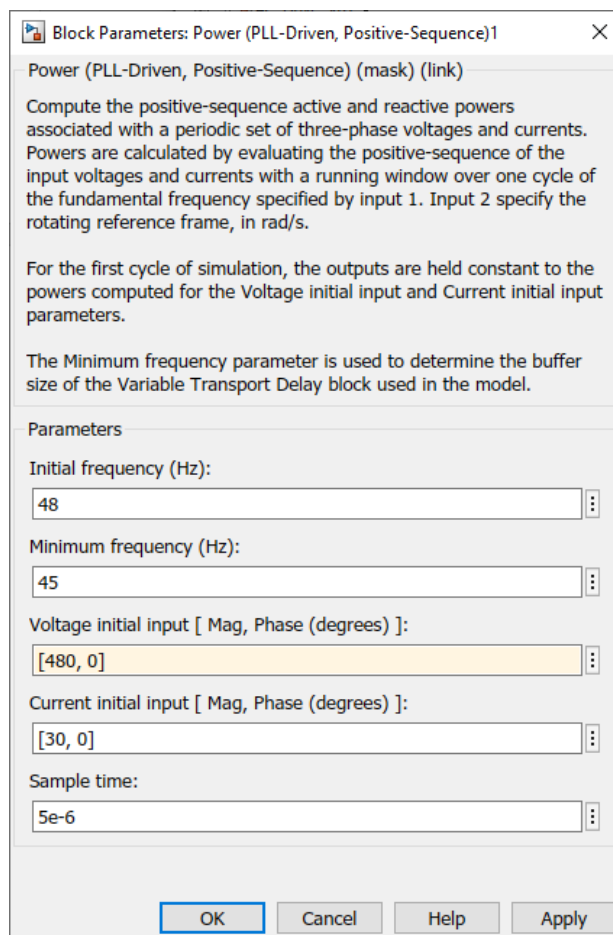 Block Parameters: Power (PLL-Driven, Positive-Sequence)1
Power (PLL-Driven, Positive-Sequence) (mask) (link)
Compute the positive-sequence active and reactive powers
associated with a periodic set of three-phase voltages and currents.
Powers are calculated by evaluating the positive-sequence of the
input voltages and currents with a running window over one cycle of
the fundamental frequency specified by input 1. Input 2 specify the
rotating reference frame, in rad/s.
For the first cycle of simulation, the outputs are held constant to the
powers computed for the Voltage initial input and Current initial input
parameters.
The Minimum frequency parameter is used to determine the buffer
size of the Variable Transport Delay block used in the model.
Parameters
Initial frequency (Hz):
48
Minimum frequency (Hz):
45
Voltage initial input [ Mag, Phase (degrees) ]:
[480, 0]
Current initial input [ Mag, Phase (degrees) ]:
[30, 0]
Sample time:
5e-6
OK Cancel Help Apply